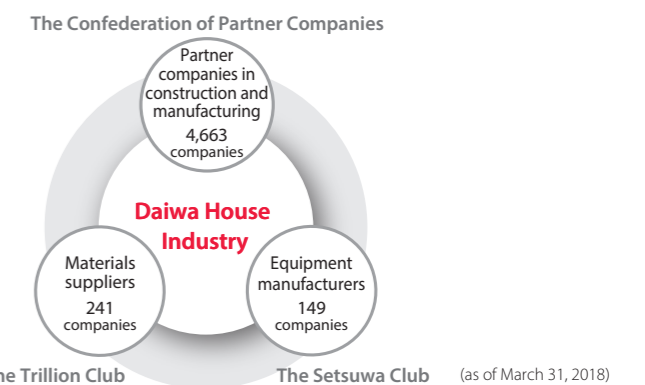 The Confederation of Partner Companies
Partner
companies in
construction and
manufacturing
4,663
companies
Daiwa House
Industry
Materials
suppliers
241
companies
Equipment
manufacturers
149
companies
Trillion Club
The Setsuwa Club
(as of March 31, 2018)